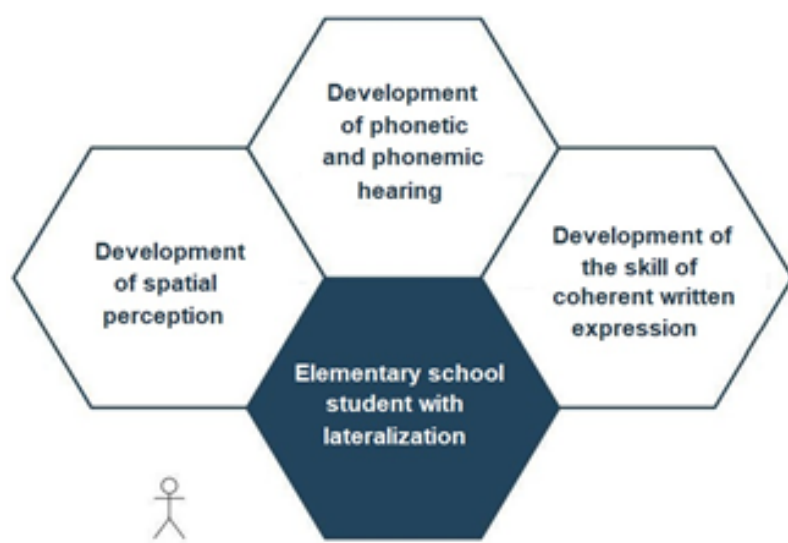 Development
of phonetic
and phonemic
hearing
Development
of spatial
perception
Development of
the skill of
coherent written
expression
Elementary school
student with
lateralization